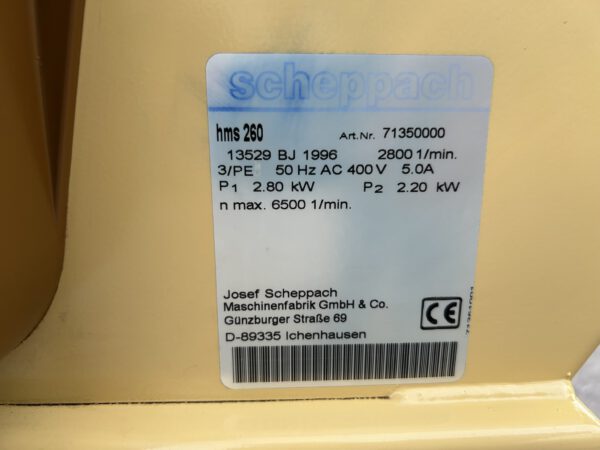 scheppach
hms 260 Art.Nr. 71350000
13529 BJ 1996 2800 1/min.
3/PE 50 Hz AC 400 V 5.0A
P1 2.80 kW P2 2.20 kW
n max. 6500 1/min.
Josef Scheppach
Maschinenfabrik GmbH & Co.
Günzburger Straße 69
D-89335 Ichenhausen
CE